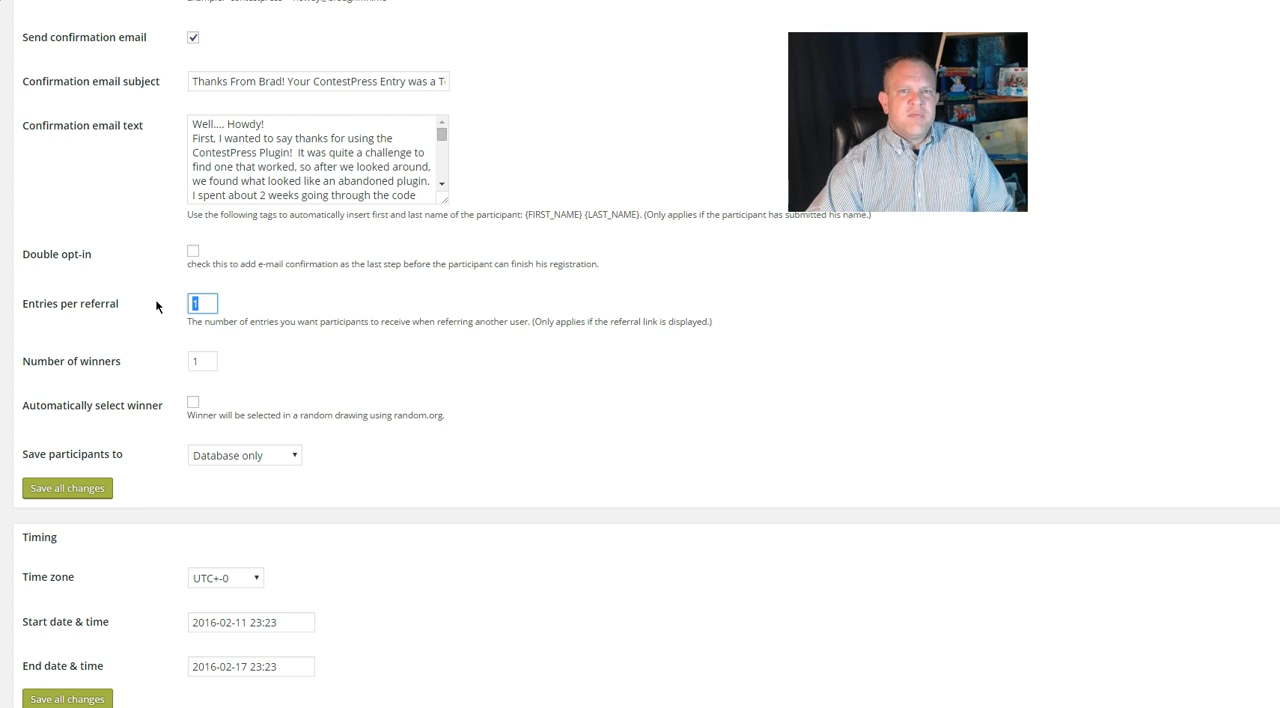 Send confirmation email
Confirmation email subject
Thanks From Brad! Your ContestPress Entry was a T
Confirmation email text
Well.... Howdy!
First, I wanted to say thanks for using the
ContestPress Plugin!  It was quite a challenge to
find one that worked, so after we looked around,
we found what looked like an abandoned plugin.
I spent about 2 weeks going through the code
Use the following tags to automatically insert first and last name of the participant: {FIRST_NAME} {LAST_NAME}. (Only applies if the participant has submitted his name.)
Double opt-in
check this to add e-mail confirmation as the last step before the participant can finish his registration.
Entries per referral
1
The number of entries you want participants to receive when referring another user. (Only applies if the referral link is displayed.)
Number of winners
1
Automatically select winner
Winner will be selected in a random drawing using random.org.
Save participants to
Database only
Save all changes
Timing
Time zone
UTC+-0
Start date & time
2016-02-11 23:23
End date & time
2016-02-17 23:23
Save all changes